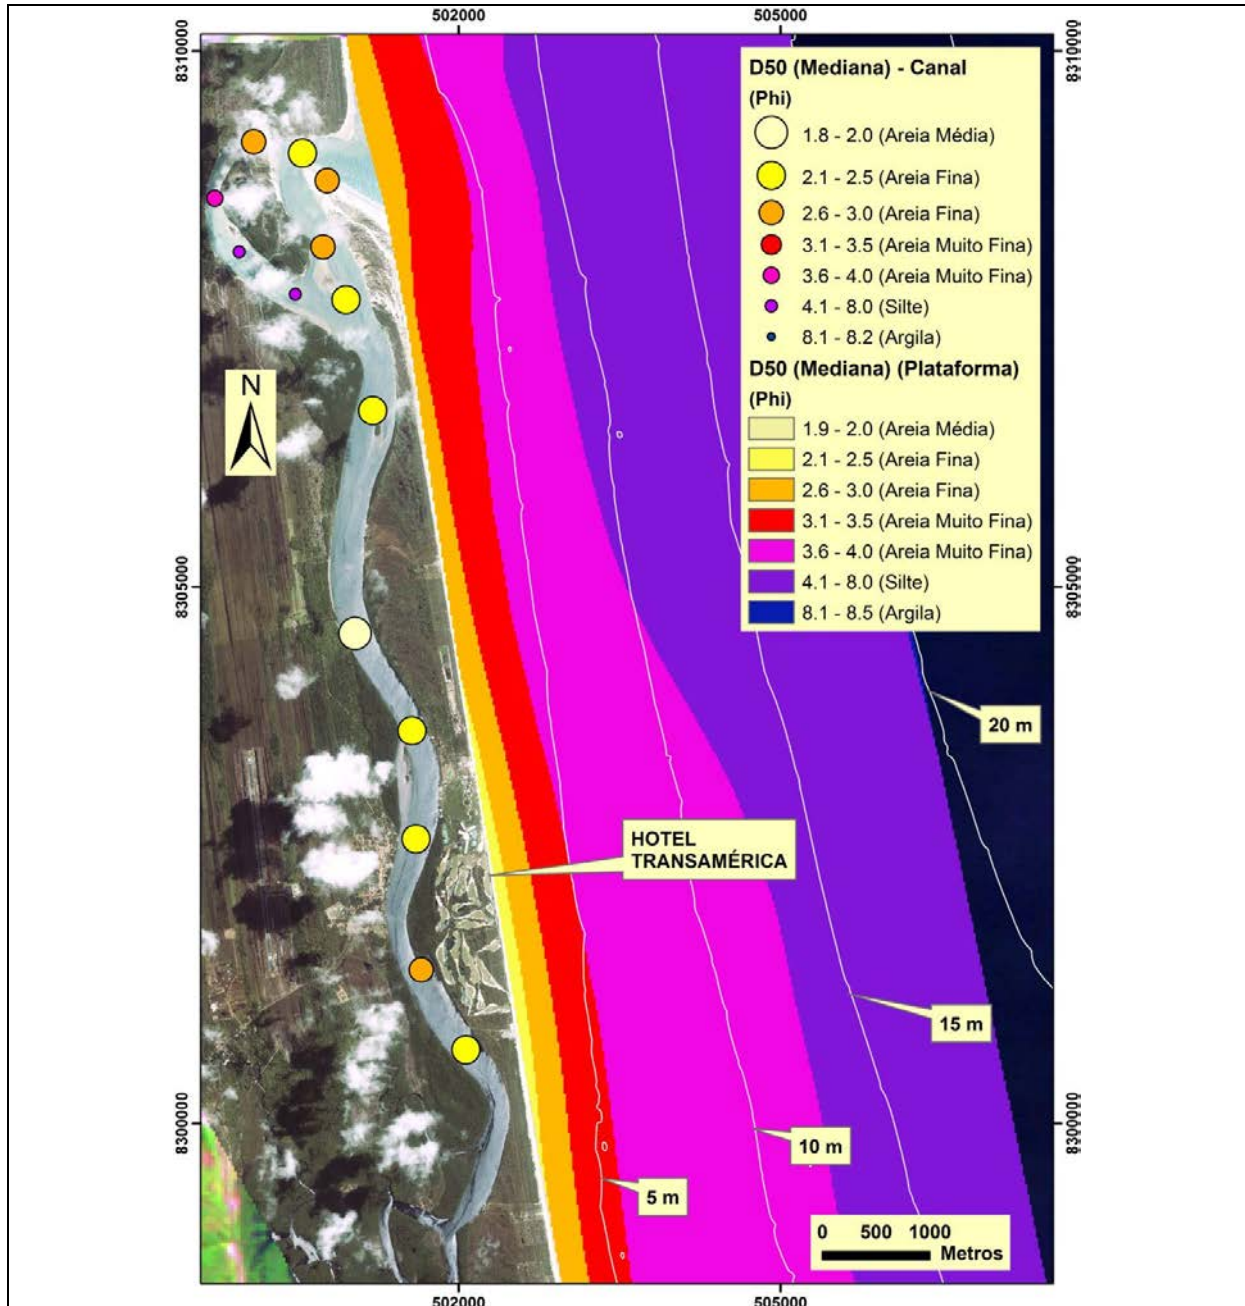 502000
505000
8310000
8310000
D50 (Mediana) - Canal
(Phi)
1.8 - 2.0 (Areia Média)
2.1 - 2.5 (Areia Fina)
2.6 - 3.0 (Areia Fina)
3.1 - 3.5 (Areia Muito Fina)
3.6 - 4.0 (Areia Muito Fina)
4.1 - 8.0 (Silte)
8.1 - 8.2 (Argila)
D50 (Mediana) (Plataforma)
(Phi)
1.9 - 2.0 (Areia Média)
2.1 - 2.5 (Areia Fina)
2.6 - 3.0 (Areia Fina)
3.1 - 3.5 (Areia Muito Fina)
3.6 - 4.0 (Areia Muito Fina)
4.1 - 8.0 (Silte)
8.1 - 8.5 (Argila)
N
8305000
8305000
20 m
HOTEL
TRANSAMÉRICA
15 m
8300000
8300000
10 m
5 m
0 500 1000
Metros
502000
505000